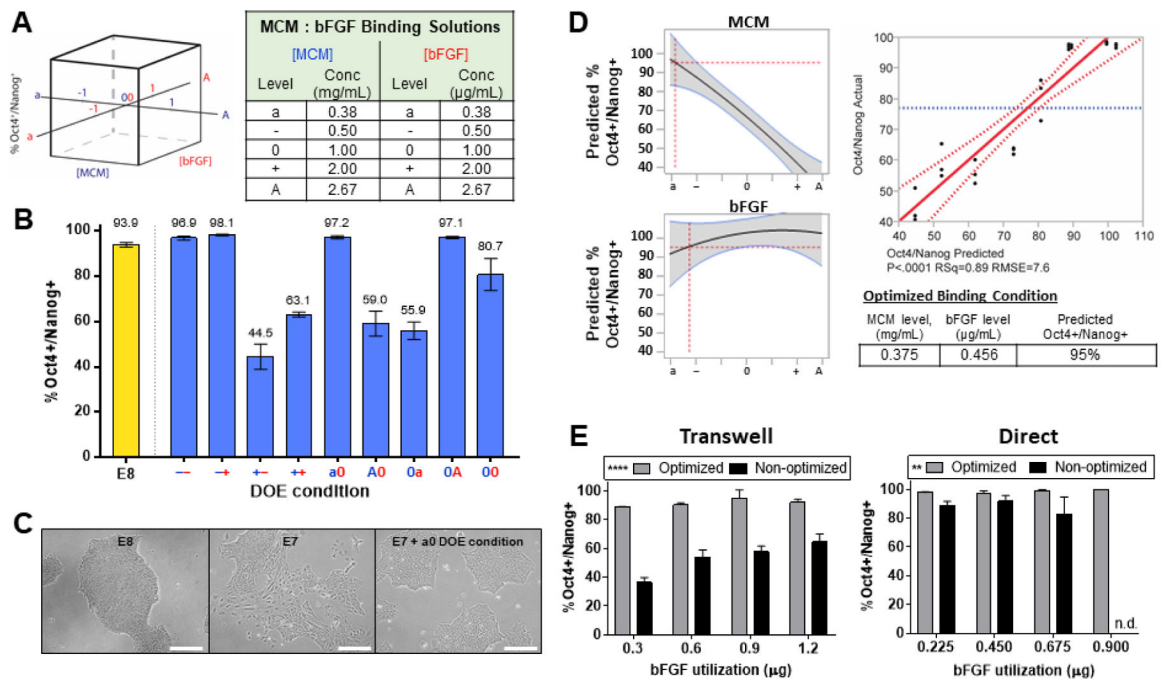 A
% Oct4⁺/Nanog⁺
a
-1
-1
0
0
1
1
A
A
a
[MCM]
[bFGF]
MCM : bFGF Binding Solutions
[MCM] [bFGF]
Level Conc (mg/mL) Level Conc (µg/mL)
a 0.38 a 0.38
- 0.50 - 0.50
0 1.00 0 1.00
+ 2.00 + 2.00
A 2.67 A 2.67
B
% Oct4+/Nanog+
100
80
60
40
20
0
93.9 96.9 98.1 44.5 63.1 97.2 59.0 55.9 97.1 80.7
E8 -- -+ +- ++ a0 A0 0a 0A 00
DOE condition
C
E8
E7
E7 + a0 DOE condition
D
MCM
Predicted %
Oct4+/Nanog+
100
90
80
70
60
50
40
a - 0 + A
bFGF
Predicted %
Oct4+/Nanog+
100
90
80
70
60
50
40
a - 0 + A
Oct4/Nanog Actual
100
90
80
70
60
50
40
40 50 60 70 80 90 100 110
Oct4/Nanog Predicted
P<.0001 RSq=0.89 RMSE=7.6
Optimized Binding Condition
MCM level, (mg/mL) bFGF level (µg/mL) Predicted Oct4+/Nanog+
0.375 0.456 95%
E
Transwell
**** Optimized Non-optimized
% Oct4+/Nanog+
100
80
60
40
20
0
0.3 0.6 0.9 1.2
bFGF utilization (µg)
Direct
** Optimized Non-optimized
% Oct4+/Nanog+
100
80
60
40
20
0
n.d.
0.225 0.450 0.675 0.900
bFGF utilization (µg)